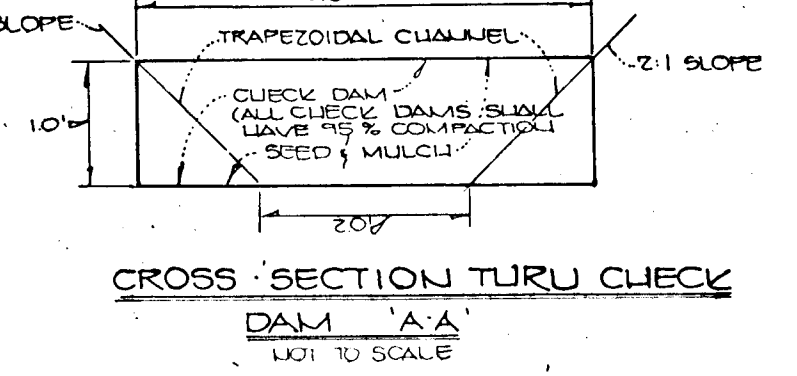 SLOPE
TRAPEZOIDAL CHANNEL
2:1 SLOPE
CHECK DAM
(ALL CHECK DAMS SHALL
HAVE 95% COMPACTION
1.0'
SEED & MULCH
2.0'
CROSS SECTION THRU CHECK
DAM 'A-A'
NOT TO SCALE